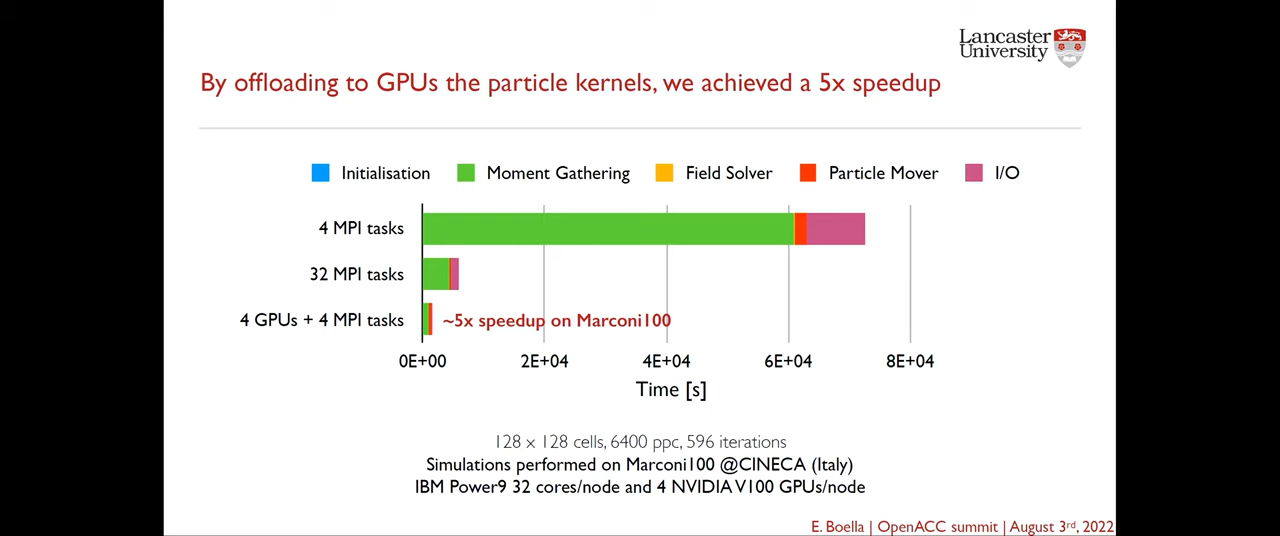 Lancaster
University
By offloading to GPUs the particle kernels, we achieved a 5x speedup
Initialisation Moment Gathering Field Solver Particle Mover I/O
4 MPI tasks
32 MPI tasks
4 GPUs + 4 MPI tasks ~5x speedup on Marconi100
0E+00 2E+04 4E+04 6E+04 8E+04
Time [s]
128 x 128 cells, 6400 ppc, 596 iterations
Simulations performed on Marconi100 @CINECA (Italy)
IBM Power9 32 cores/node and 4 NVIDIA V100 GPUs/node
E. Boella | OpenACC summit | August 3rd, 2022